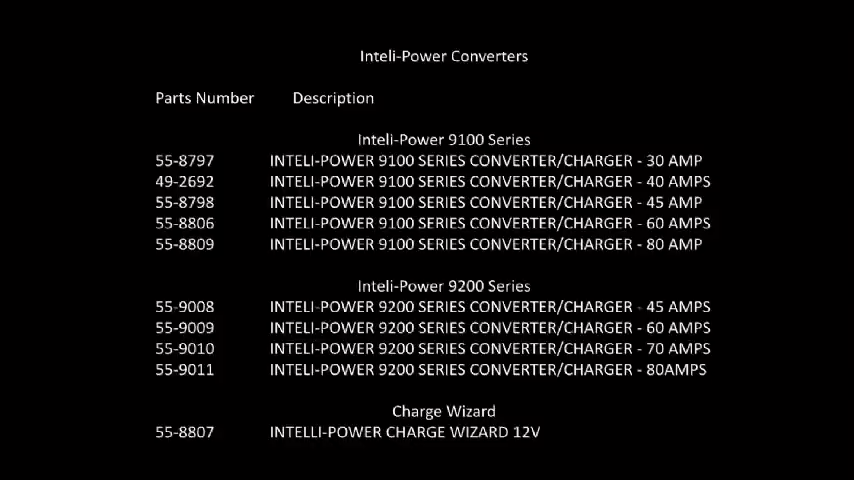 Inteli-Power Converters
Parts Number Description
Inteli-Power 9100 Series
55-8797 INTELI-POWER 9100 SERIES CONVERTER/CHARGER - 30 AMP
49-2692 INTELI-POWER 9100 SERIES CONVERTER/CHARGER - 40 AMPS
55-8798 INTELI-POWER 9100 SERIES CONVERTER/CHARGER - 45 AMP
55-8806 INTELI-POWER 9100 SERIES CONVERTER/CHARGER - 60 AMPS
55-8809 INTELI-POWER 9100 SERIES CONVERTER/CHARGER - 80 AMP
Inteli-Power 9200 Series
55-9008 INTELI-POWER 9200 SERIES CONVERTER/CHARGER - 45 AMPS
55-9009 INTELI-POWER 9200 SERIES CONVERTER/CHARGER - 60 AMPS
55-9010 INTELI-POWER 9200 SERIES CONVERTER/CHARGER - 70 AMPS
55-9011 INTELI-POWER 9200 SERIES CONVERTER/CHARGER - 80AMPS
Charge Wizard
55-8807 INTELLI-POWER CHARGE WIZARD 12V